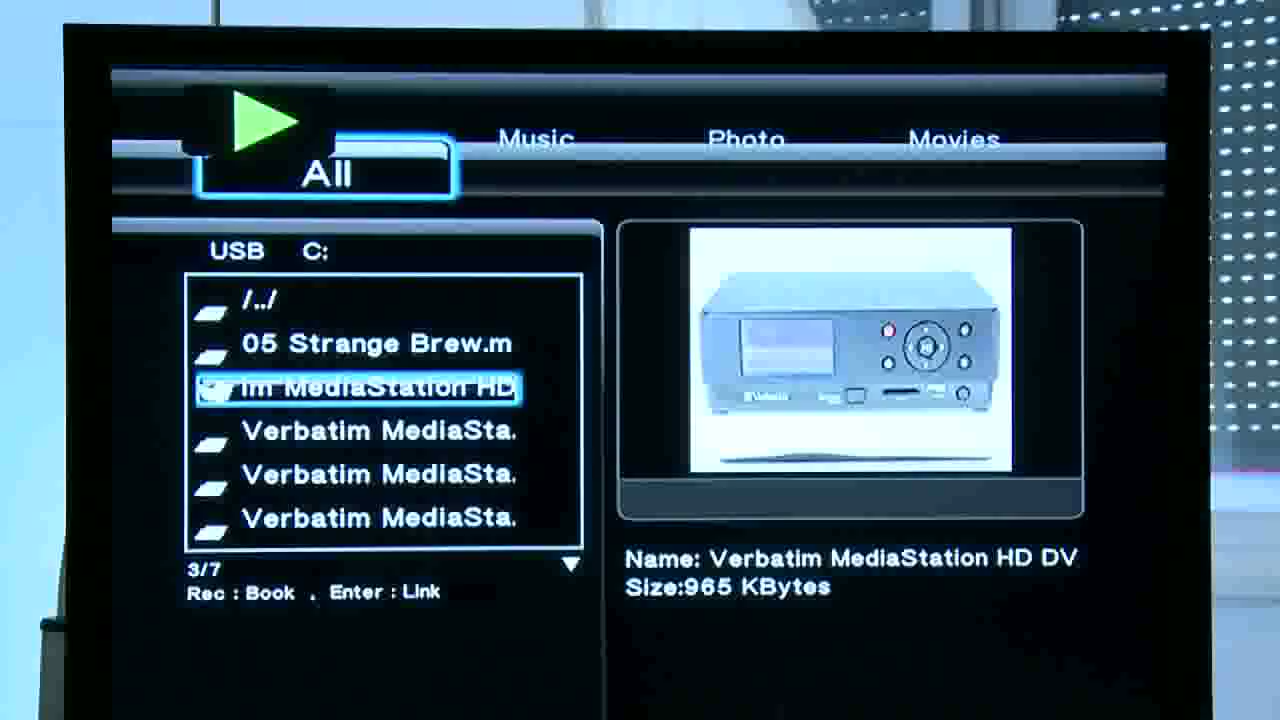 Music Photo Movies
All
USB C:
/../
05 Strange Brew.m
im MediaStation HD
Verbatim MediaSta.
Verbatim MediaSta.
Verbatim MediaSta.
3/7
Rec : Book , Enter : Link
Verbatim
Name: Verbatim MediaStation HD DV
Size:965 KBytes